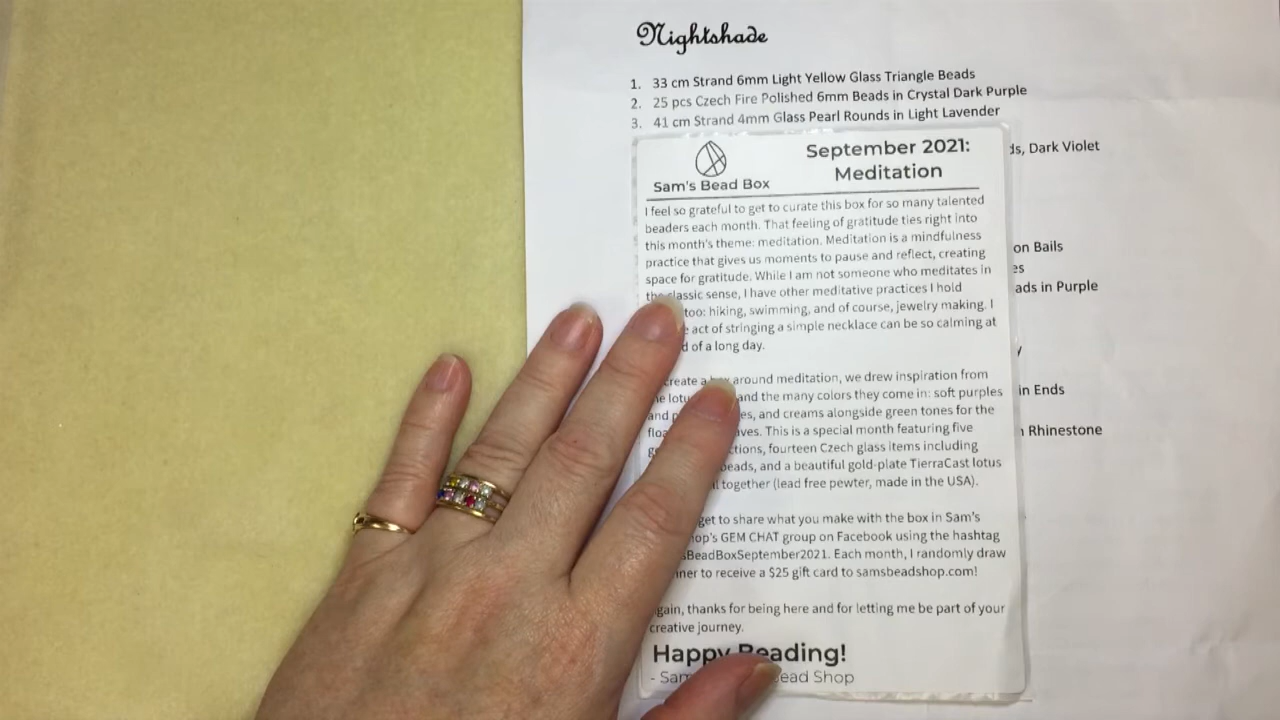 Nightshade
1. 33 cm Strand 6mm Light Yellow Glass Triangle Beads
2. 25 pcs Czech Fire Polished 6mm Beads in Crystal Dark Purple
3. 41 cm Strand 4mm Glass Pearl Rounds in Light Lavender
ds, Dark Violet
on Bails
es
ads in Purple
y
in Ends
n Rhinestone
Sam's Bead Box
September 2021:
Meditation
I feel so grateful to get to curate this box for so many talented
beaders each month. That feeling of gratitude ties right into
this month's theme: meditation. Meditation is a mindfulness
practice that gives us moments to pause and reflect, creating
space for gratitude. While I am not someone who meditates in
the classic sense, I have other meditative practices I hold
too: hiking, swimming, and of course, jewelry making. I
act of stringing a simple necklace can be so calming at
d of a long day.
create a box around meditation, we drew inspiration from
and the many colors they come in: soft purples
and es, and creams alongside green tones for the
ves. This is a special month featuring five
ctions, fourteen Czech glass items including
beads, and a beautiful gold-plate TierraCast lotus
together (lead free pewter, made in the USA).
get to share what you make with the box in Sam's
op's GEM CHAT group on Facebook using the hashtag
sBeadBoxSeptember2021. Each month, I randomly draw
ner to receive a $25 gift card to samsbeadshop.com!
gain, thanks for being here and for letting me be part of your
creative journey.
Happy Beading!
- Sam Bead Shop